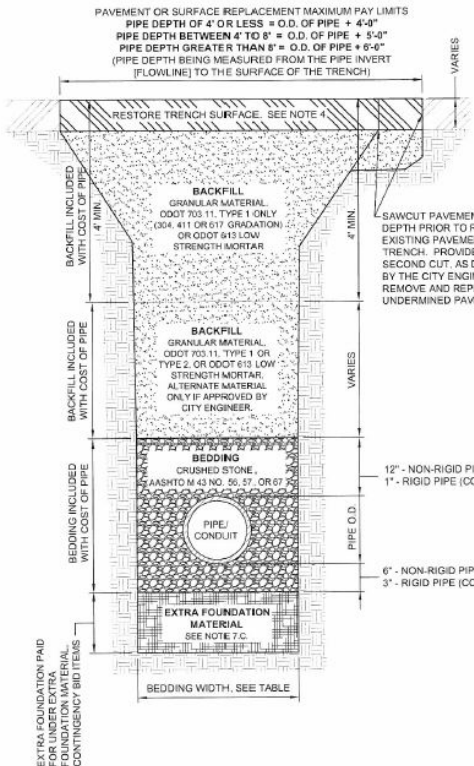 PAVEMENT OR SURFACE REPLACEMENT MAXIMUM PAY LIMITS
PIPE DEPTH OF 4' OR LESS = O.D. OF PIPE + 4'-0"
PIPE DEPTH BETWEEN 4' TO 8' = O.D. OF PIPE + 5'-0"
PIPE DEPTH GREATER THAN 8' = O.D. OF PIPE + 6'-0"
(PIPE DEPTH BEING MEASURED FROM THE PIPE INVERT
[FLOWLINE] TO THE SURFACE OF THE TRENCH)
VARIES
RESTORE TRENCH SURFACE. SEE NOTE 4.
BACKFILL INCLUDED
WITH COST OF PIPE
4' MIN.
BACKFILL
GRANULAR MATERIAL,
ODOT 703.11, TYPE 1 ONLY
(304, 411 OR 617 GRADATION)
OR ODOT 613 LOW
STRENGTH MORTAR
4' MIN.
SAWCUT PAVEMEN
DEPTH PRIOR TO R
EXISTING PAVEME
TRENCH. PROVIDE
SECOND CUT, AS D
BY THE CITY ENGIN
REMOVE AND REP
UNDERMINED PAV
BACKFILL INCLUDED
WITH COST OF PIPE
BACKFILL
GRANULAR MATERIAL,
ODOT 703.11, TYPE 1 OR
TYPE 2, OR ODOT 613 LOW
STRENGTH MORTAR.
ALTERNATE MATERIAL
ONLY IF APPROVED BY
CITY ENGINEER.
VARIES
BEDDING INCLUDED
WITH COST OF PIPE
BEDDING
CRUSHED STONE,
AASHTO M 43 NO. 56, 57, OR 67
12" - NON-RIGID PI
1" - RIGID PIPE (CO
PIPE/
CONDUIT
PIPE O.D.
6" - NON-RIGID PIP
3" - RIGID PIPE (CO
EXTRA FOUNDATION
MATERIAL
SEE NOTE 7.C.
BEDDING WIDTH, SEE TABLE
EXTRA FOUNDATION PAID
FOR UNDER EXTRA
FOUNDATION MATERIAL,
CONTINGENCY BID ITEMS